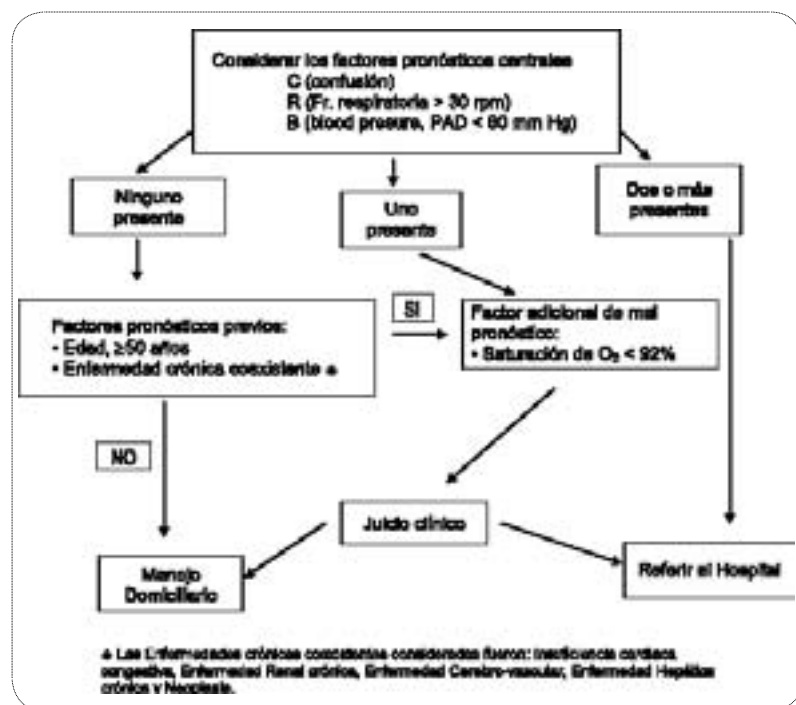 Considerar los factores pronósticos centrales
C (confusión)
R (Fr. respiratoria > 30 rpm)
B (blood presure, PAD < 60 mm Hg)
Ninguno
presente
Uno
presente
Dos o más
presentes
Factores pronósticos previos:
- Edad, ≥50 años
• Enfermedad crónica coexistente
SI
Factor adicional de mal
pronóstico:
• Saturación de O₂ < 92%
NO
Juicio clínico
Manejo
Domiciliario
Referir al Hospital
Las Enfermedades crónicas coexistentes consideradas fueron: Insuficiencia cardiaca
congestiva, Enfermedad Renal crónica, Enfermedad Cerebro-vascular, Enfermedad Hepática
crónica y Neoplasia.